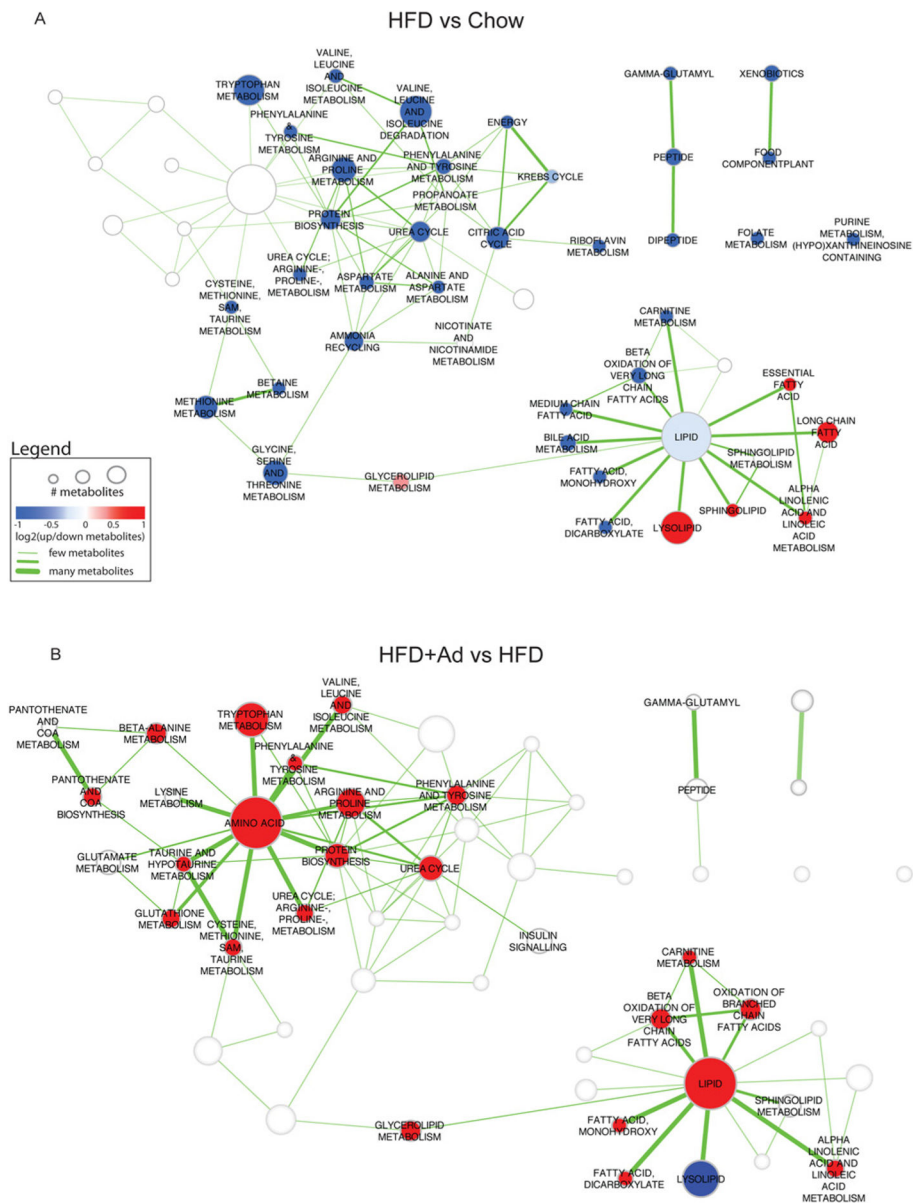 A
HFD vs Chow
VALINE,
LEUCINE
AND
ISOLEUCINE
METABOLISM
TRYPTOPHAN
METABOLISM
VALINE,
LEUCINE
AND
ISOLEUCINE
DEGRADATION
PHENYLALANINE
&
TYROSINE
METABOLISM
ENERGY
GAMMA-GLUTAMYL
XENOBIOTICS
ARGININE AND
PROLINE
METABOLISM
PHENYLALANINE
AND TYROSINE
METABOLISM
KREBS CYCLE
PEPTIDE
FOOD
COMPONENTPLANT
PROPANOATE
METABOLISM
PROTEIN
BIOSYNTHESIS
UREA CYCLE
CITRIC ACID
CYCLE
RIBOFLAVIN
METABOLISM
DIPEPTIDE
FOLATE
METABOLISM
PURINE
METABOLISM,
(HYPO)XANTHINEINOSINE
CONTAINING
UREA CYCLE;
ARGININE-,
PROLINE-,
METABOLISM
ASPARTATE
METABOLISM
ALANINE AND
ASPARTATE
METABOLISM
CYSTEINE,
METHIONINE,
SAM,
TAURINE
METABOLISM
AMMONIA
RECYCLING
NICOTINATE
AND
NICOTINAMIDE
METABOLISM
CARNITINE
METABOLISM
BETA
OXIDATION OF
VERY LONG
CHAIN
FATTY ACIDS
ESSENTIAL
FATTY
ACID
BETAINE
METABOLISM
METHIONINE
METABOLISM
MEDIUM CHAIN
FATTY ACID
LONG CHAIN
FATTY
ACID
LIPID
BILE ACID
METABOLISM
SPHINGOLIPID
METABOLISM
GLYCINE,
SERINE
AND
THREONINE
METABOLISM
GLYCEROLIPID
METABOLISM
FATTY ACID,
MONOHYDROXY
ALPHA
LINOLENIC
ACID AND
LINOLEIC
ACID
METABOLISM
SPHINGOLIPID
FATTY ACID,
DICARBOXYLATE
LYSOLIPID
Legend
# metabolites
-1 -0.5 0 0.5 1
log2(up/down metabolites)
few metabolites
many metabolites
B
HFD+Ad vs HFD
VALINE,
LEUCINE
AND
ISOLEUCINE
METABOLISM
PANTOTHENATE
AND
COA
METABOLISM
BETA-ALANINE
METABOLISM
TRYPTOPHAN
METABOLISM
GAMMA-GLUTAMYL
PHENYLALANINE
&
TYROSINE
METABOLISM
PANTOTHENATE
AND
COA
BIOSYNTHESIS
LYSINE
METABOLISM
ARGININE AND
PROLINE
METABOLISM
PHENYLALANINE
AND TYROSINE
METABOLISM
PEPTIDE
AMINO ACID
GLUTAMATE
METABOLISM
TAURINE AND
HYPOTAURINE
METABOLISM
PROTEIN
BIOSYNTHESIS
UREA CYCLE
GLUTATHIONE
METABOLISM
CYSTEINE,
METHIONINE,
SAM,
TAURINE
METABOLISM
UREA CYCLE;
ARGININE-,
PROLINE-,
METABOLISM
INSULIN
SIGNALLING
CARNITINE
METABOLISM
BETA
OXIDATION OF
VERY LONG
CHAIN
FATTY ACIDS
OXIDATION OF
BRANCHED
CHAIN
FATTY ACIDS
LIPID
SPHINGOLIPID
METABOLISM
GLYCEROLIPID
METABOLISM
FATTY ACID,
MONOHYDROXY
ALPHA
LINOLENIC
ACID AND
LINOLEIC
ACID
METABOLISM
FATTY ACID,
DICARBOXYLATE
LYSOLIPID